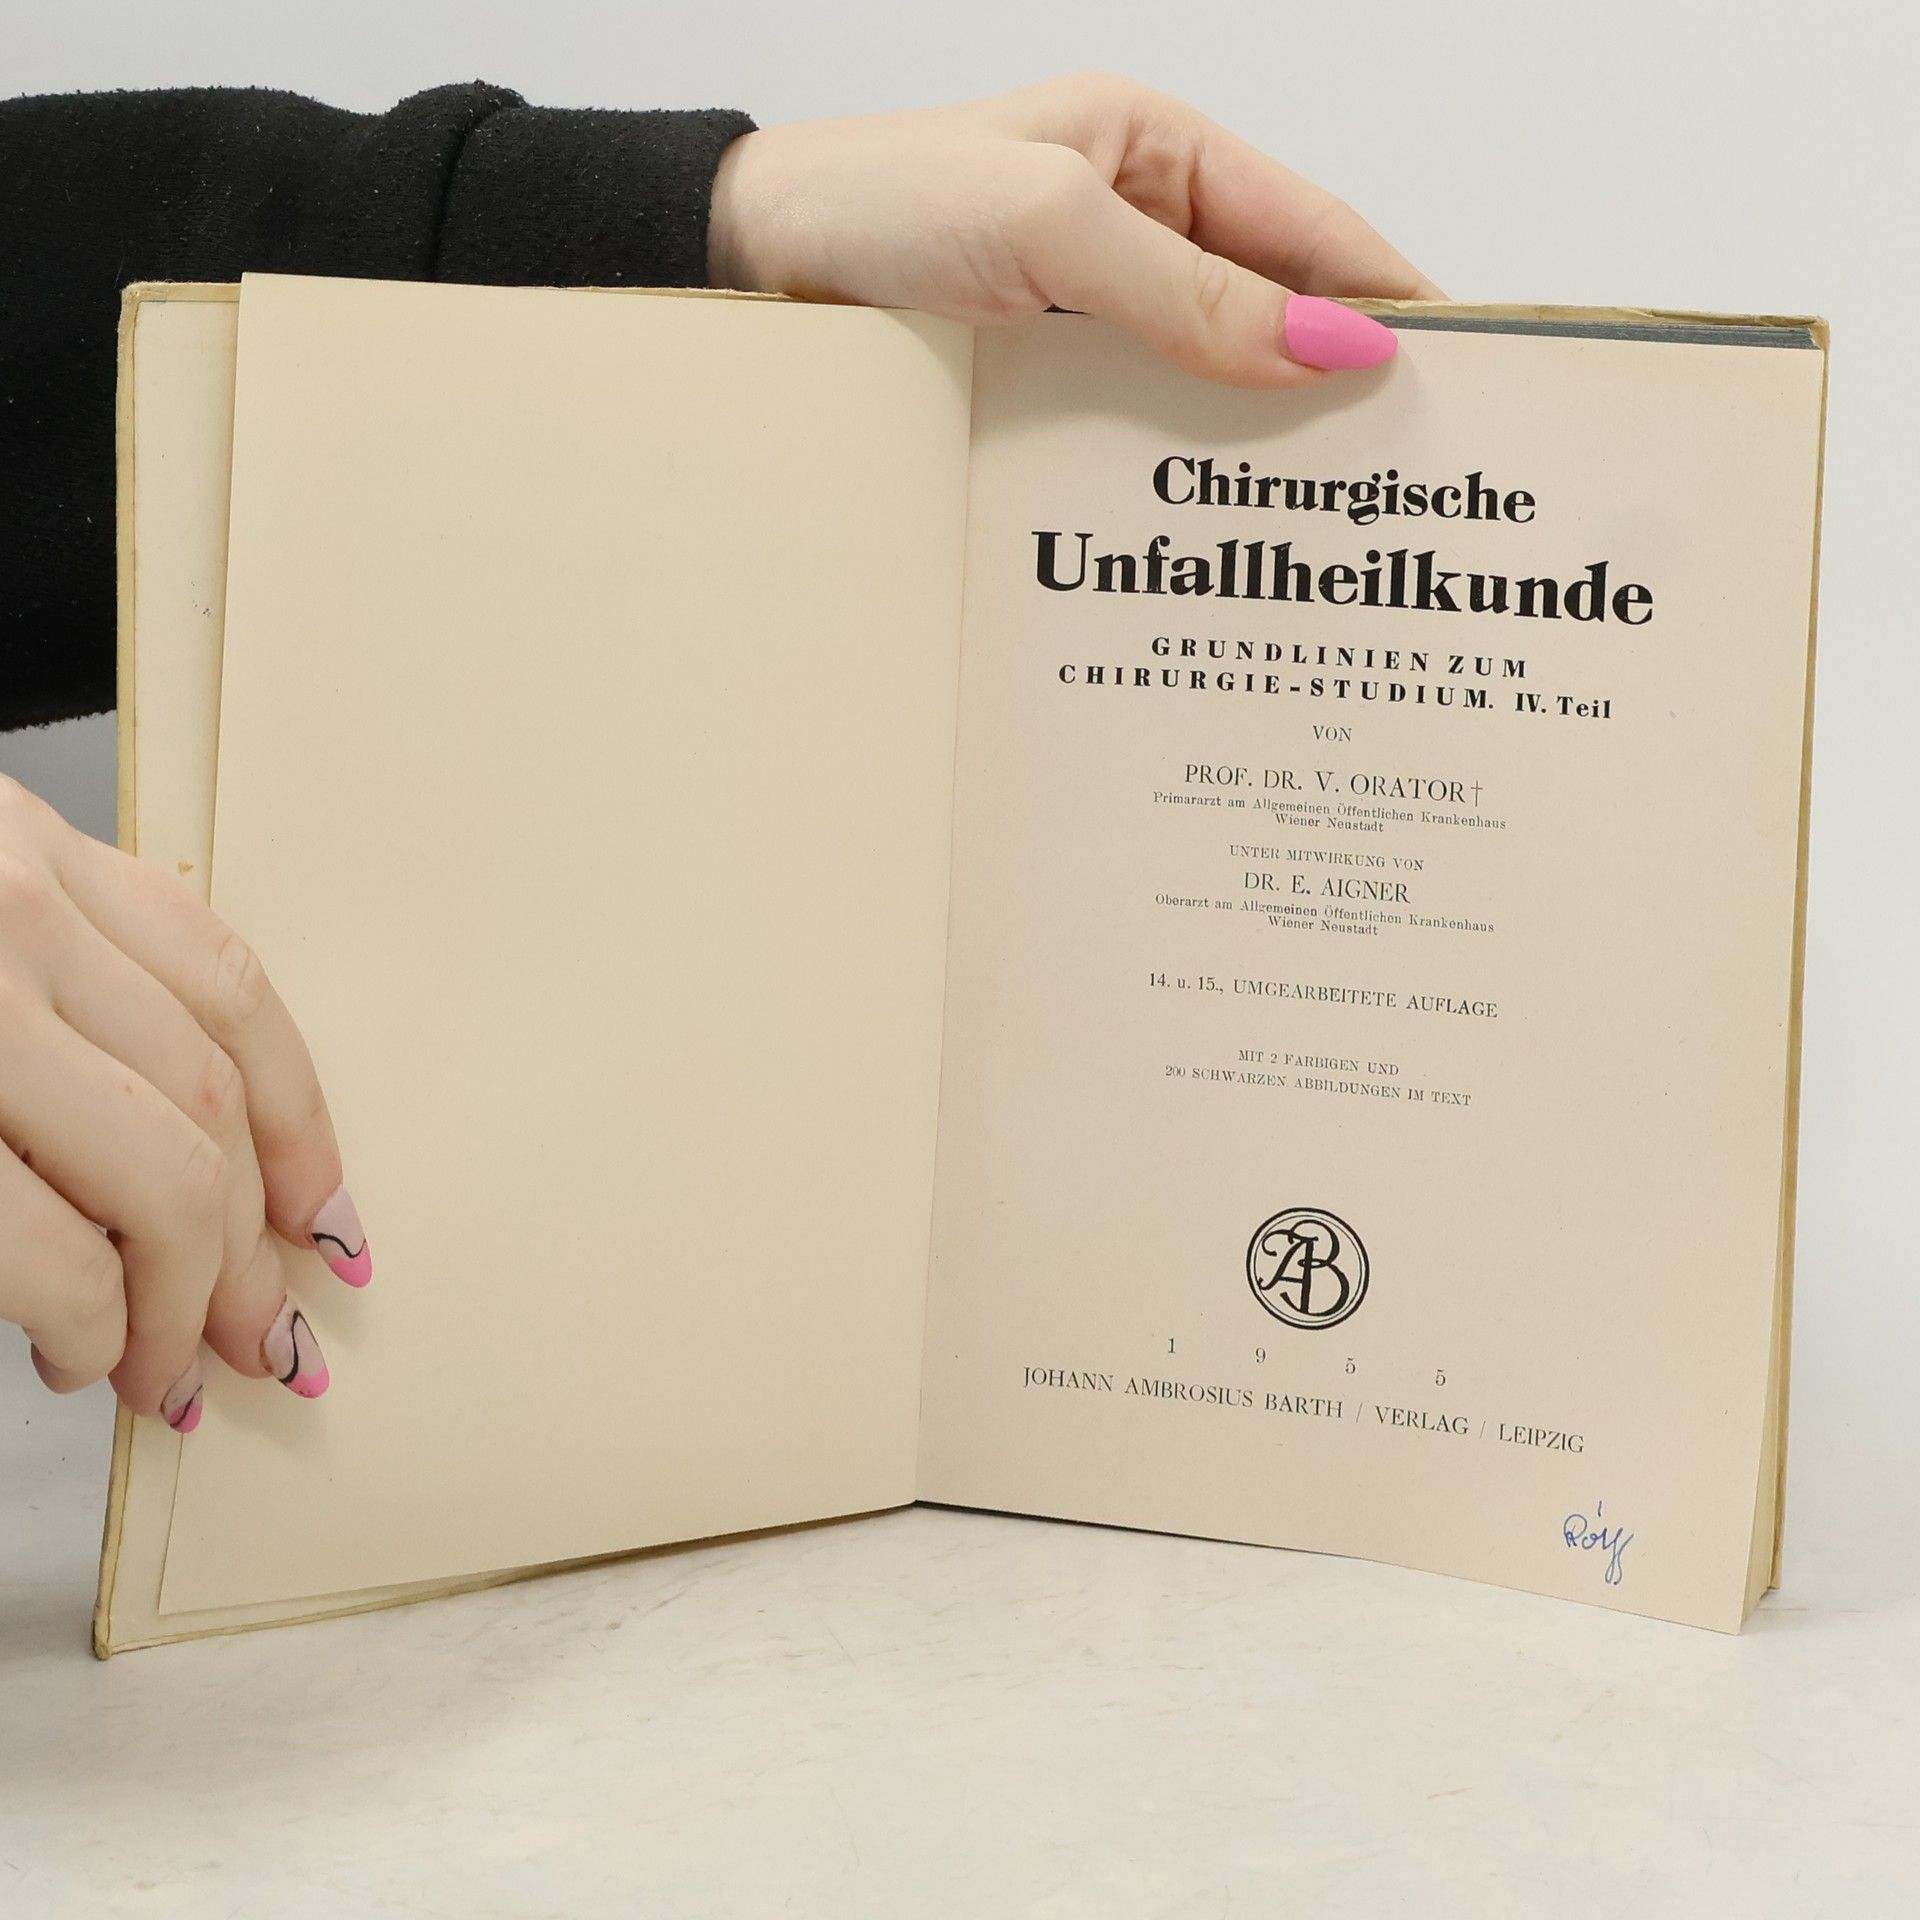 Chirurgische
Unfallheilkunde
GRUNDLINIEN ZUM
CHIRURGIE-STUDIUM. IV. Teil
VON
PROF. DR. V. ORATOR†
Primararzt am Allgemeinen Öffentlichen Krankenhaus
Wiener Neustadt
UNTER MITWIRKUNG VON
DR. E. AIGNER
Oberarzt am Allgemeinen Öffentlichen Krankenhaus
Wiener Neustadt
14. u. 15., UMGEARBEITETE AUFLAGE
MIT 2 FARBIGEN UND
200 SCHWARZEN ABBILDUNGEN IM TEXT
1 9 5 5
JOHANN AMBROSIUS BARTH / VERLAG / LEIPZIG